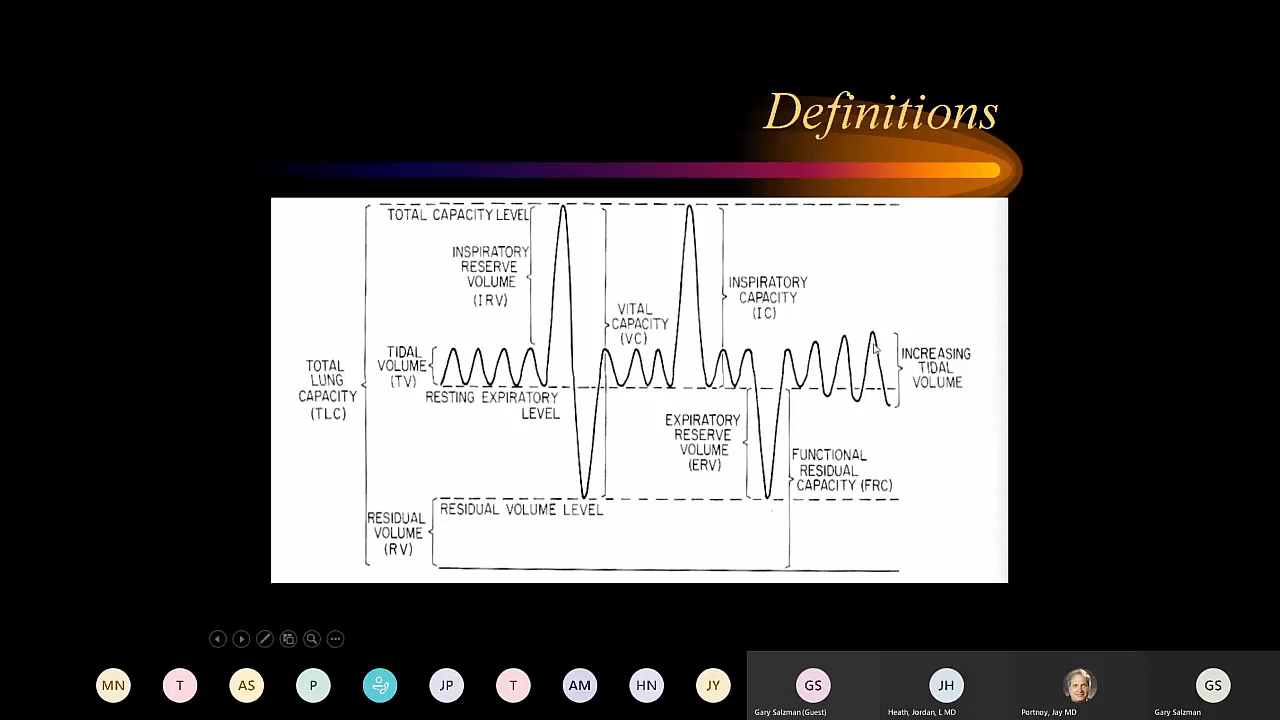 Definitions
TOTAL CAPACITY LEVEL
INSPIRATORY
RESERVE
VOLUME
(IRV)
VITAL
CAPACITY
(VC)
INSPIRATORY
CAPACITY
(IC)
TIDAL
VOLUME
(TV)
INCREASING
TIDAL
VOLUME
TOTAL
LUNG
CAPACITY
(TLC)
RESTING EXPIRATORY
LEVEL
EXPIRATORY
RESERVE
VOLUME
(ERV)
FUNCTIONAL
RESIDUAL
CAPACITY (FRC)
RESIDUAL VOLUME LEVEL
RESIDUAL
VOLUME
(RV)
MN
T
AS
P
JP
T
AM
HN
JY
GS
JH
GS
Gary Salzman (Guest)
Heath, Jordan, L MD
Portnoy, Jay MD
Gary Salzman